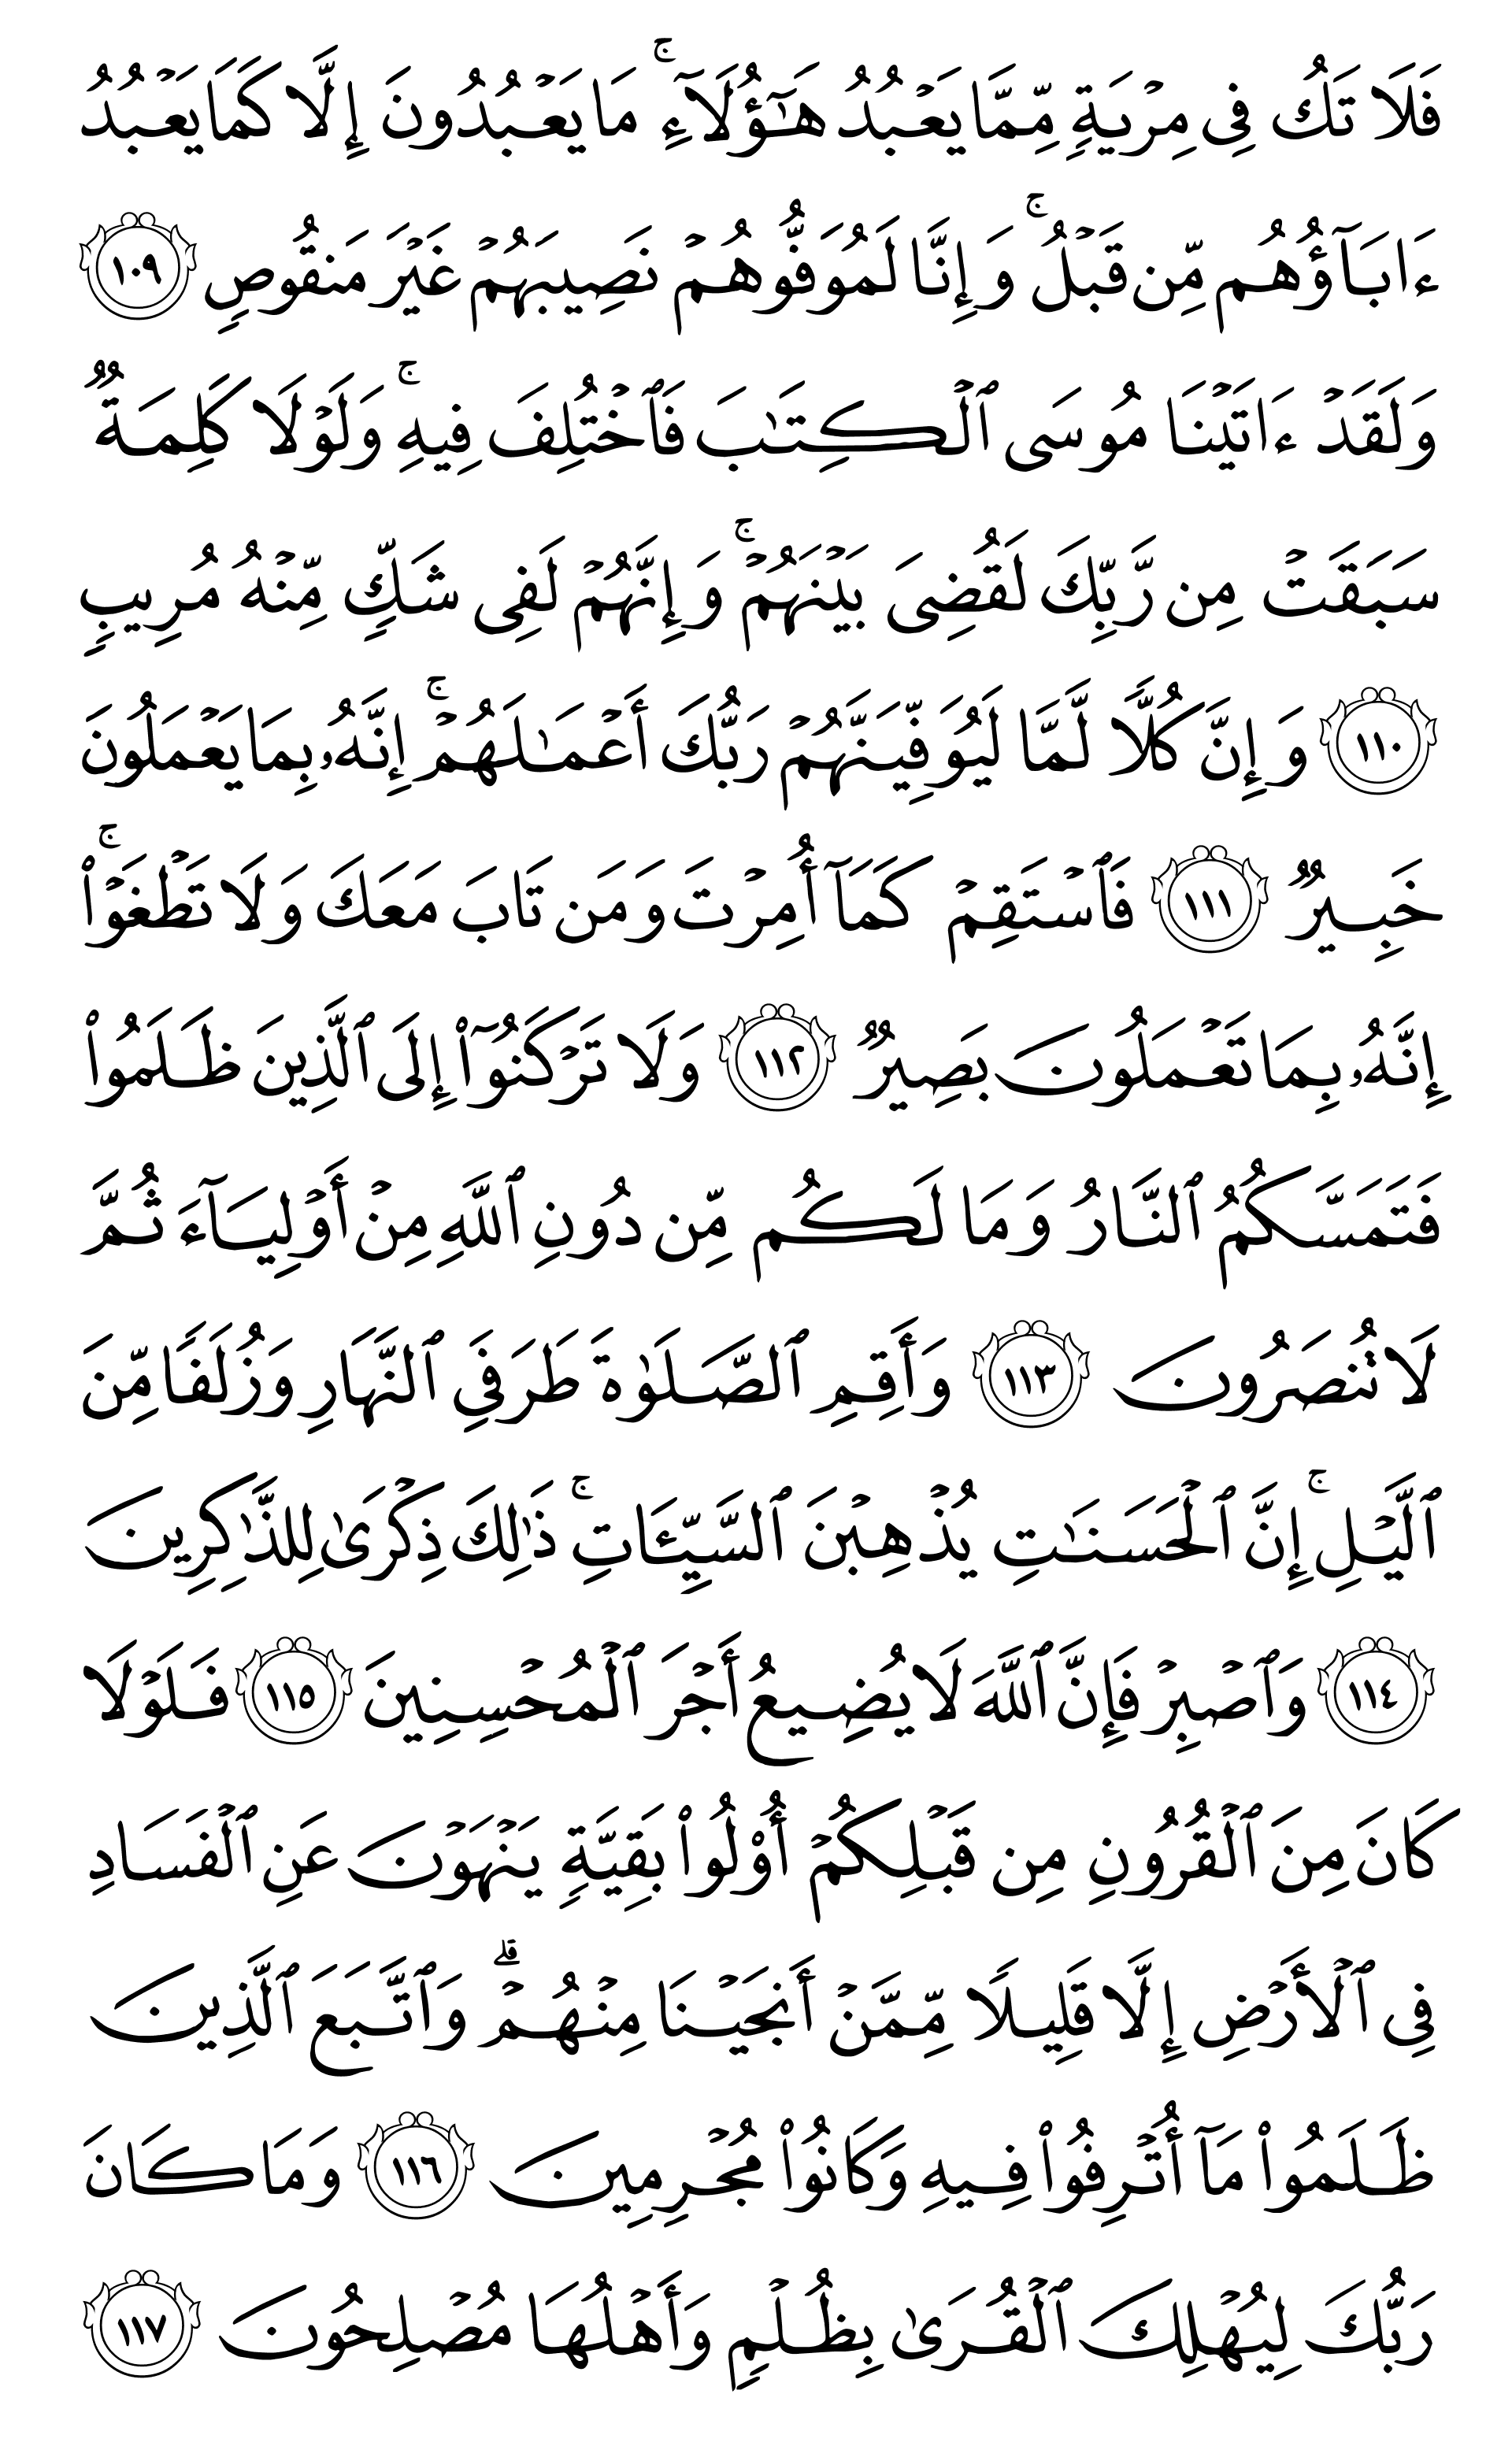 فَلَا تَكُ فِى مِرْيَةٍ مِّمَّا يَعْبُدُ هَـٰٓؤُلَآءِ ۚ مَا يَعْبُدُونَ إِلَّا كَمَا يَعْبُدُ
ءَابَآؤُهُم مِّن قَبْلُ ۚ وَإِنَّا لَمُوَفُّوهُمْ نَصِيبَهُمْ غَيْرَ مَنقُوصٍ ١٠٩
وَلَقَدْ ءَاتَيْنَا مُوسَى ٱلْكِتَـٰبَ فَٱخْتُلِفَ فِيهِ ۚ وَلَوْلَا كَلِمَةٌ
سَبَقَتْ مِن رَّبِّكَ لَقُضِىَ بَيْنَهُمْ ۚ وَإِنَّهُمْ لَفِى شَكٍّ مِّنْهُ مُرِيبٍ
١١٠ وَإِنَّ كُلًّا لَّمَّا لَيُوَفِّيَنَّهُمْ رَبُّكَ أَعْمَـٰلَهُمْ ۚ إِنَّهُۥ بِمَا يَعْمَلُونَ
خَبِيرٌ ١١١ فَٱسْتَقِمْ كَمَآ أُمِرْتَ وَمَن تَابَ مَعَكَ وَلَا تَطْغَوْا۟ ۚ
إِنَّهُۥ بِمَا تَعْمَلُونَ بَصِيرٌ ١١٢ وَلَا تَرْكَنُوٓا۟ إِلَى ٱلَّذِينَ ظَلَمُوا۟
فَتَمَسَّكُمُ ٱلنَّارُ وَمَا لَكُم مِّن دُونِ ٱللَّهِ مِنْ أَوْلِيَآءَ ثُمَّ
لَا تُنصَرُونَ ١١٣ وَأَقِمِ ٱلصَّلَوٰةَ طَرَفَىِ ٱلنَّهَارِ وَزُلَفًا مِّنَ
ٱلَّيْلِ ۚ إِنَّ ٱلْحَسَنَـٰتِ يُذْهِبْنَ ٱلسَّيِّـَٔاتِ ۚ ذَٰلِكَ ذِكْرَىٰ لِلذَّٰكِرِينَ
١١٤ وَٱصْبِرْ فَإِنَّ ٱللَّهَ لَا يُضِيعُ أَجْرَ ٱلْمُحْسِنِينَ ١١٥ فَلَوْلَا
كَانَ مِنَ ٱلْقُرُونِ مِن قَبْلِكُمْ أُو۟لُوا۟ بَقِيَّةٍ يَنْهَوْنَ عَنِ ٱلْفَسَادِ
فِى ٱلْأَرْضِ إِلَّا قَلِيلًا مِّمَّنْ أَنجَيْنَا مِنْهُمْ ۗ وَٱتَّبَعَ ٱلَّذِينَ
ظَلَمُوا۟ مَآ أُتْرِفُوا۟ فِيهِ وَكَانُوا۟ مُجْرِمِينَ ١١٦ وَمَا كَانَ
رَبُّكَ لِيُهْلِكَ ٱلْقُرَىٰ بِظُلْمٍ وَأَهْلُهَا مُصْلِحُونَ ١١٧